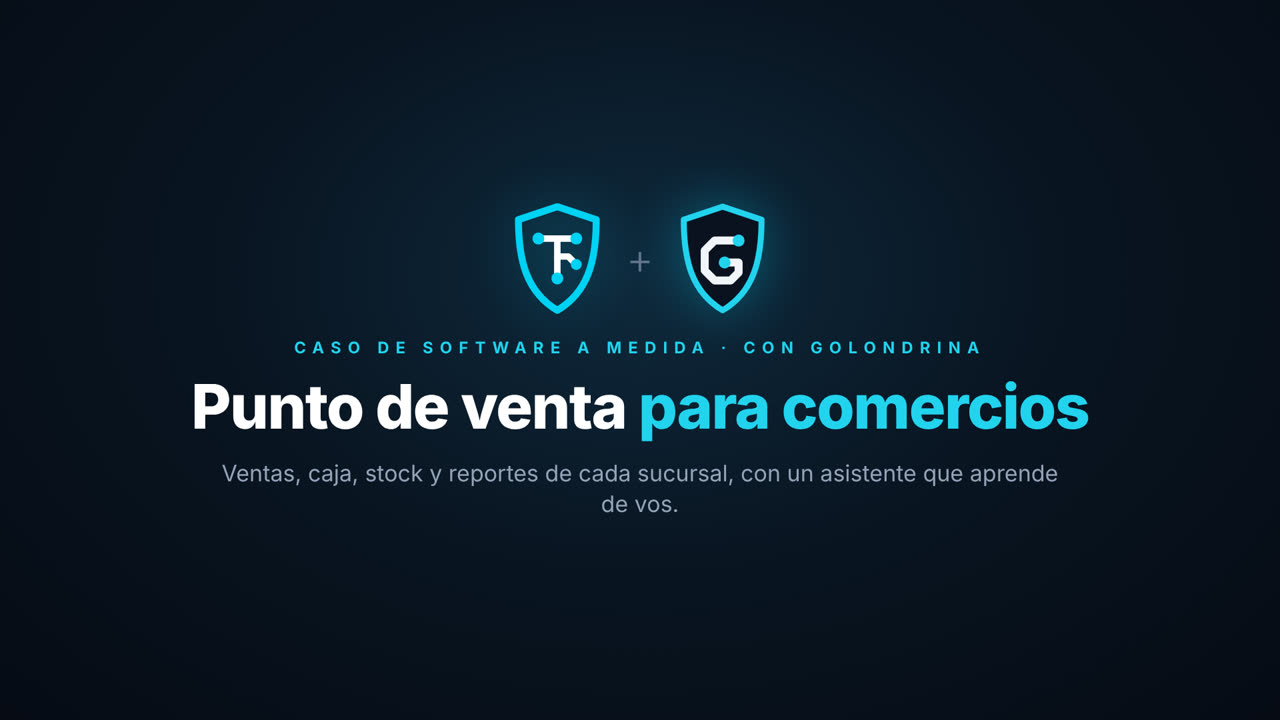 TR + G
CASO DE SOFTWARE A MEDIDA · CON GOLONDRINA
Punto de venta para comercios
Ventas, caja, stock y reportes de cada sucursal, con un asistente que aprende
de vos.